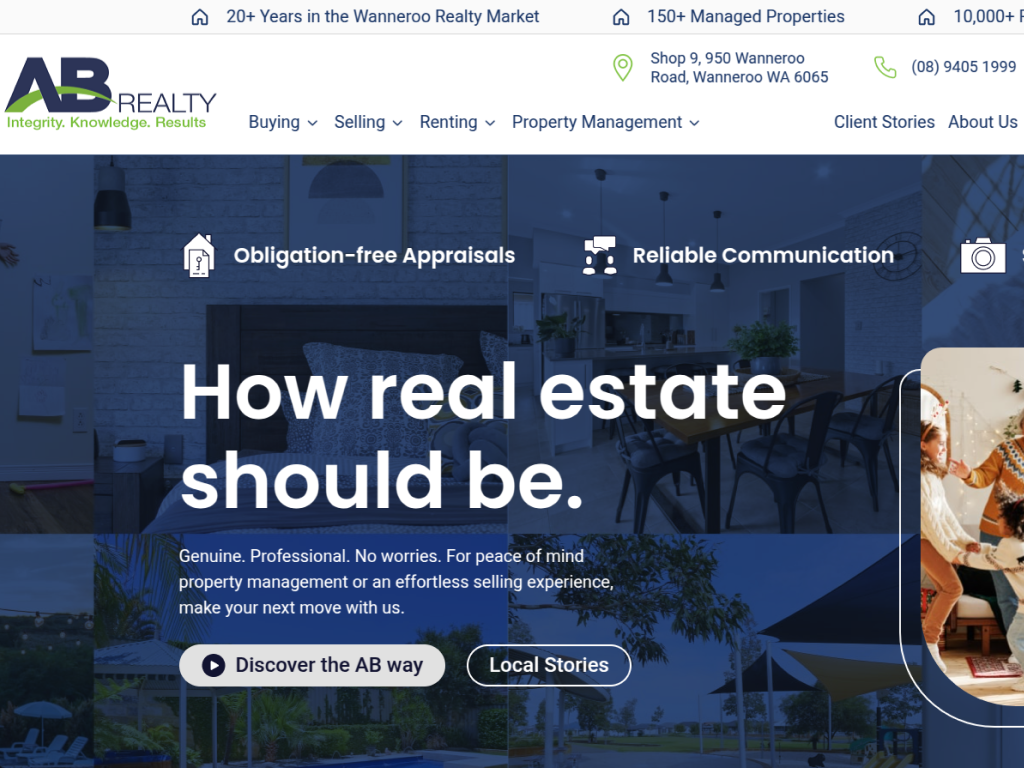 20+ Years in the Wanneroo Realty Market
150+ Managed Properties
10,000+
Shop 9, 950 Wanneroo
Road, Wanneroo WA 6065
(08) 9405 1999
AB REALTY
Integrity. Knowledge. Results
Buying
Selling
Renting
Property Management
Client Stories
About Us
Obligation-free Appraisals
Reliable Communication
How real estate
should be.
Genuine. Professional. No worries. For peace of mind
property management or an effortless selling experience,
make your next move with us.
Discover the AB way
Local Stories